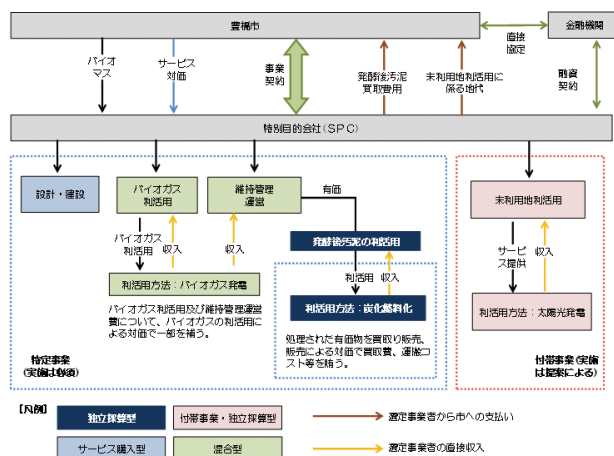 豊橋市
金融機関
直接
協定
バイオ
マス
サービス
対価
事業
契約
発酵後汚泥
買取費用
未利用地利活用に
係る地代
融資
契約
特別目的会社(SPC)
設計・建設
バイオガス
利活用
維持管理
運営
有価
未利用地利活用
バイオガス
利活用
収入
収入
発酵後汚泥の利活用
利活用
収入
サービ
ス提供
収入
利活用方法:バイオガス発電
利活用方法:炭化燃料化
利活用方法:太陽光発電
バイオガス利活用及び維持管理運営
費について、バイオガスの利活用によ
る対価で一部を補う。
処理された有価物を買取り販売、
販売による対価で買取費、運搬コ
スト等を賄う。
特定事業
(実施は必須)
付帯事業(実施
は提案による)
【凡例】
独立採算型
付帯事業・独立採算型
選定事業者から市への支払い
サービス購入型
混合型
選定事業者の直接収入